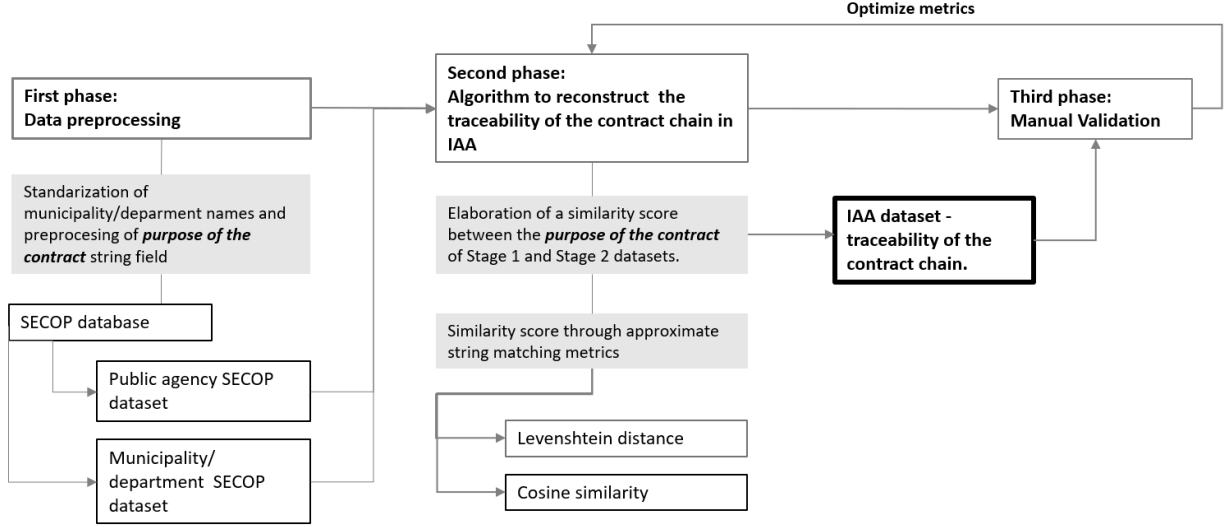 Optimize metrics
First phase:
Data preprocessing
Second phase:
Algorithm to reconstruct the
traceability of the contract chain in
IAA
Third phase:
Manual Validation
Standarization of
municipality/deparment names and
preprocesing of purpose of the
contract string field
Elaboration of a similarity score
between the purpose of the contract
of Stage 1 and Stage 2 datasets.
IAA dataset -
traceability of the
contract chain.
SECOP database
Similarity score through approximate
string matching metrics
Public agency SECOP
dataset
Municipality/
department SECOP
dataset
Levenshtein distance
Cosine similarity